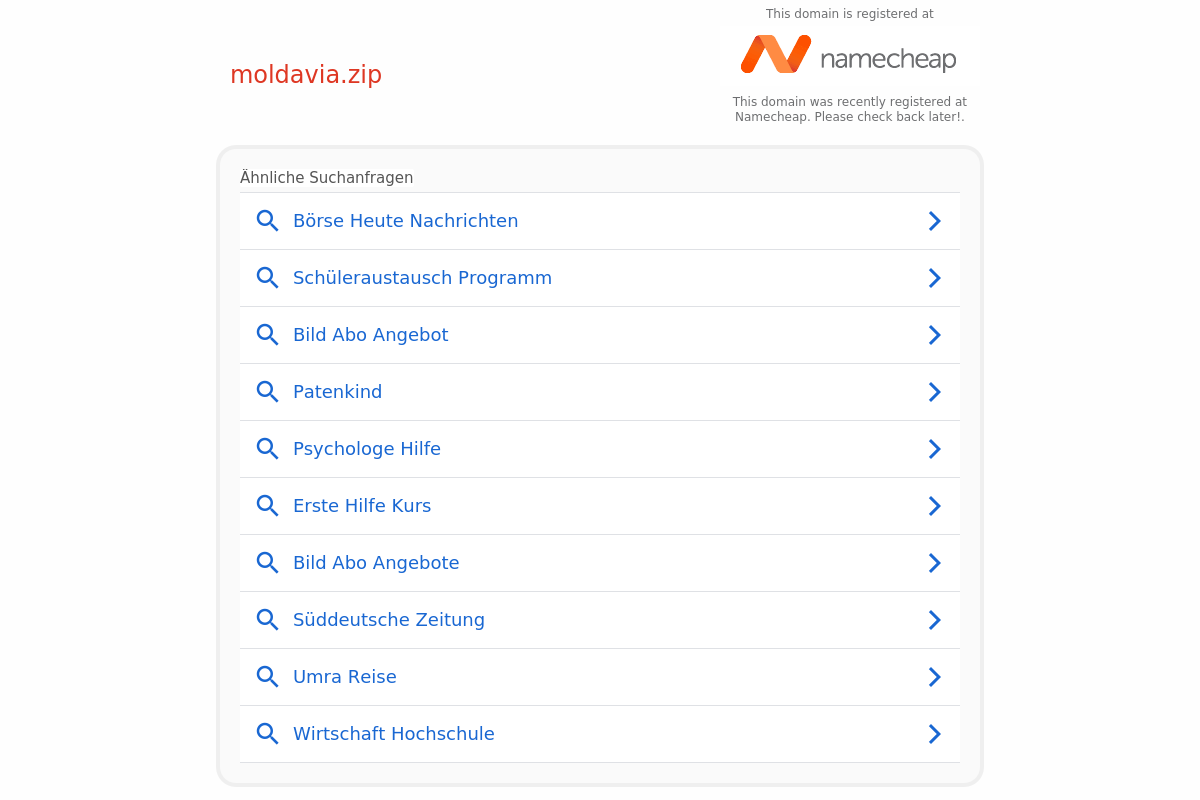 This domain is registered at
namecheap
moldavia.zip
This domain was recently registered at
Namecheap. Please check back later!.
Ähnliche Suchanfragen
Börse Heute Nachrichten
Schüleraustausch Programm
Bild Abo Angebot
Patenkind
Psychologe Hilfe
Erste Hilfe Kurs
Bild Abo Angebote
Süddeutsche Zeitung
Umra Reise
Wirtschaft Hochschule